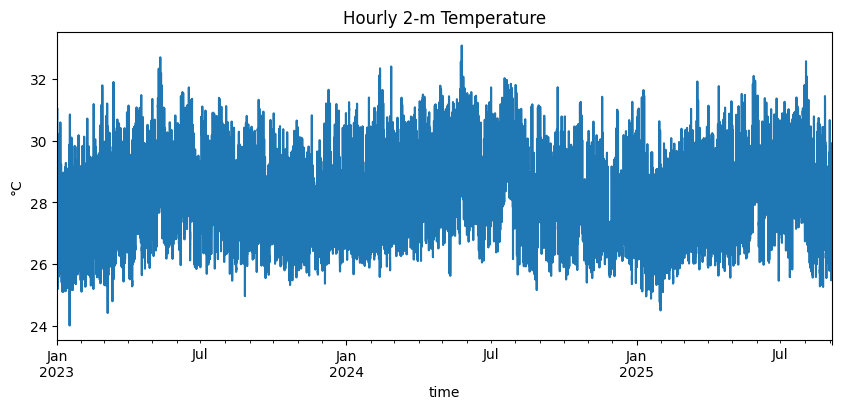 Hourly 2-m Temperature
°C
32
30
28
26
24
Jan
2023
Jul
Jan
2024
Jul
Jan
2025
Jul
time